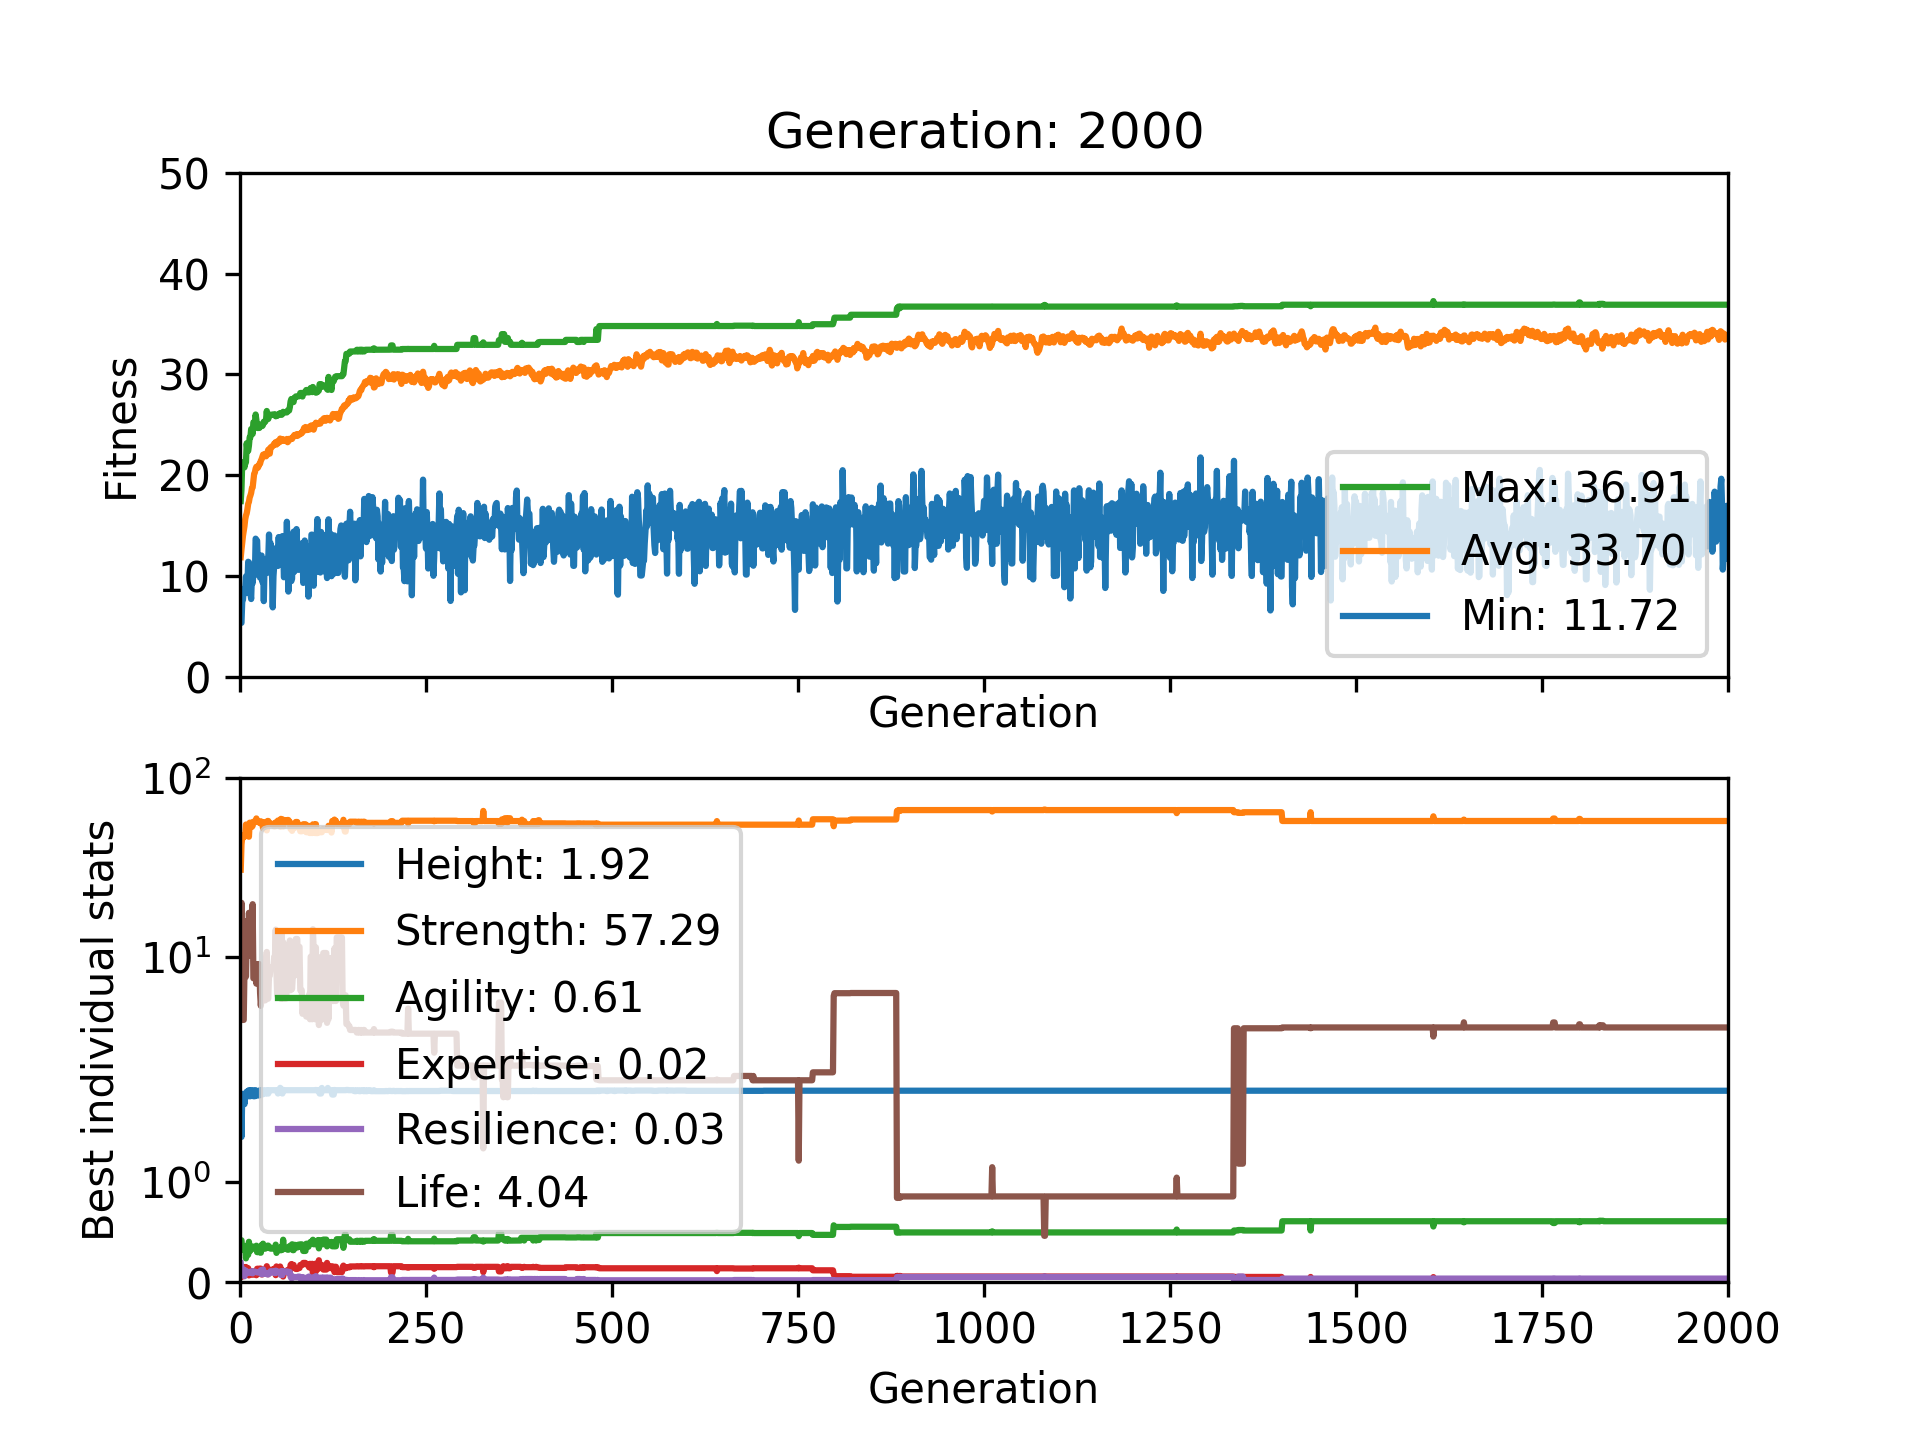 Generation: 2000
50
40
30
20
10
0
Fitness
Max: 36.91
Avg: 33.70
Min: 11.72
Generation
10²
10¹
10⁰
0
Best individual stats
Height: 1.92
Strength: 57.29
Agility: 0.61
Expertise: 0.02
Resilience: 0.03
Life: 4.04
0 250 500 750 1000 1250 1500 1750 2000
Generation